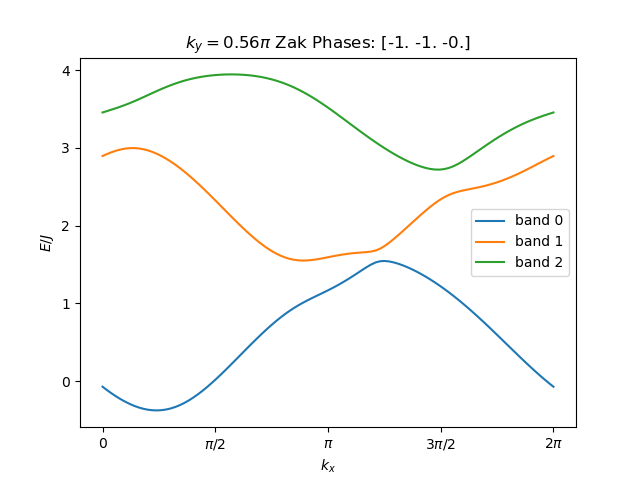 k_y = 0.56π Zak Phases: [-1. -1. -0.]
4
3
2
1
0
E/J
band 0
band 1
band 2
0
π/2
π
3π/2
2π
k_x